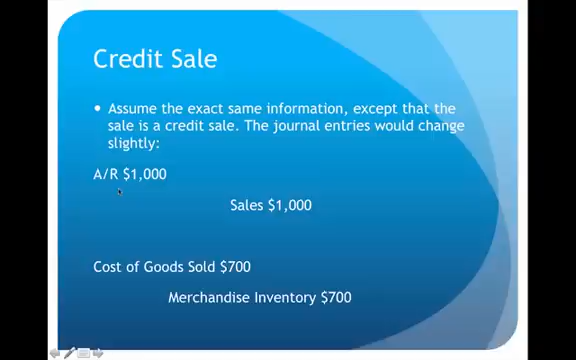 Credit Sale
• Assume the exact same information, except that the
sale is a credit sale. The journal entries would change
slightly:
A/R $1,000
Sales $1,000
Cost of Goods Sold $700
Merchandise Inventory $700